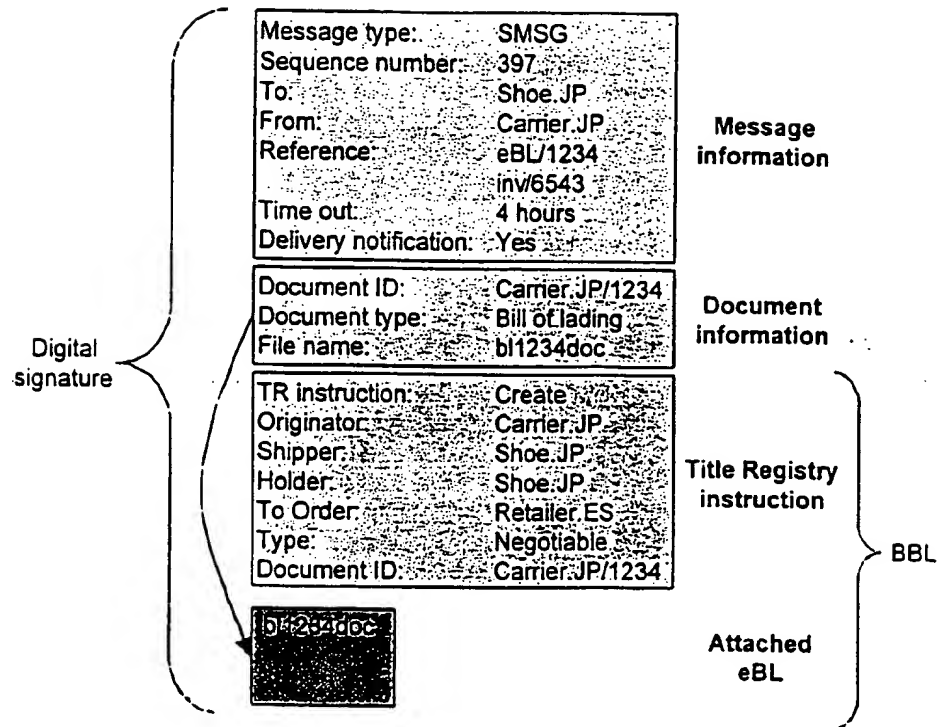 Message type: SMSG
Sequence number: 397
To: Shoe.JP
From: Carrier.JP
Reference: eBL/1234
inv/6543
Time out: 4 hours
Delivery notification: Yes
Message
information
Document ID: Carrier.JP/1234
Document type: Bill of lading
File name: bl1234doc
Document
information
Digital
signature
TR instruction: Create
Originator: Carrier.JP
Shipper: Shoe.JP
Holder: Shoe.JP
To Order: Retailer.ES
Type: Negotiable
Document ID: Carrier.JP/1234
Title Registry
instruction
BBL
bl1234doc
Attached
eBL